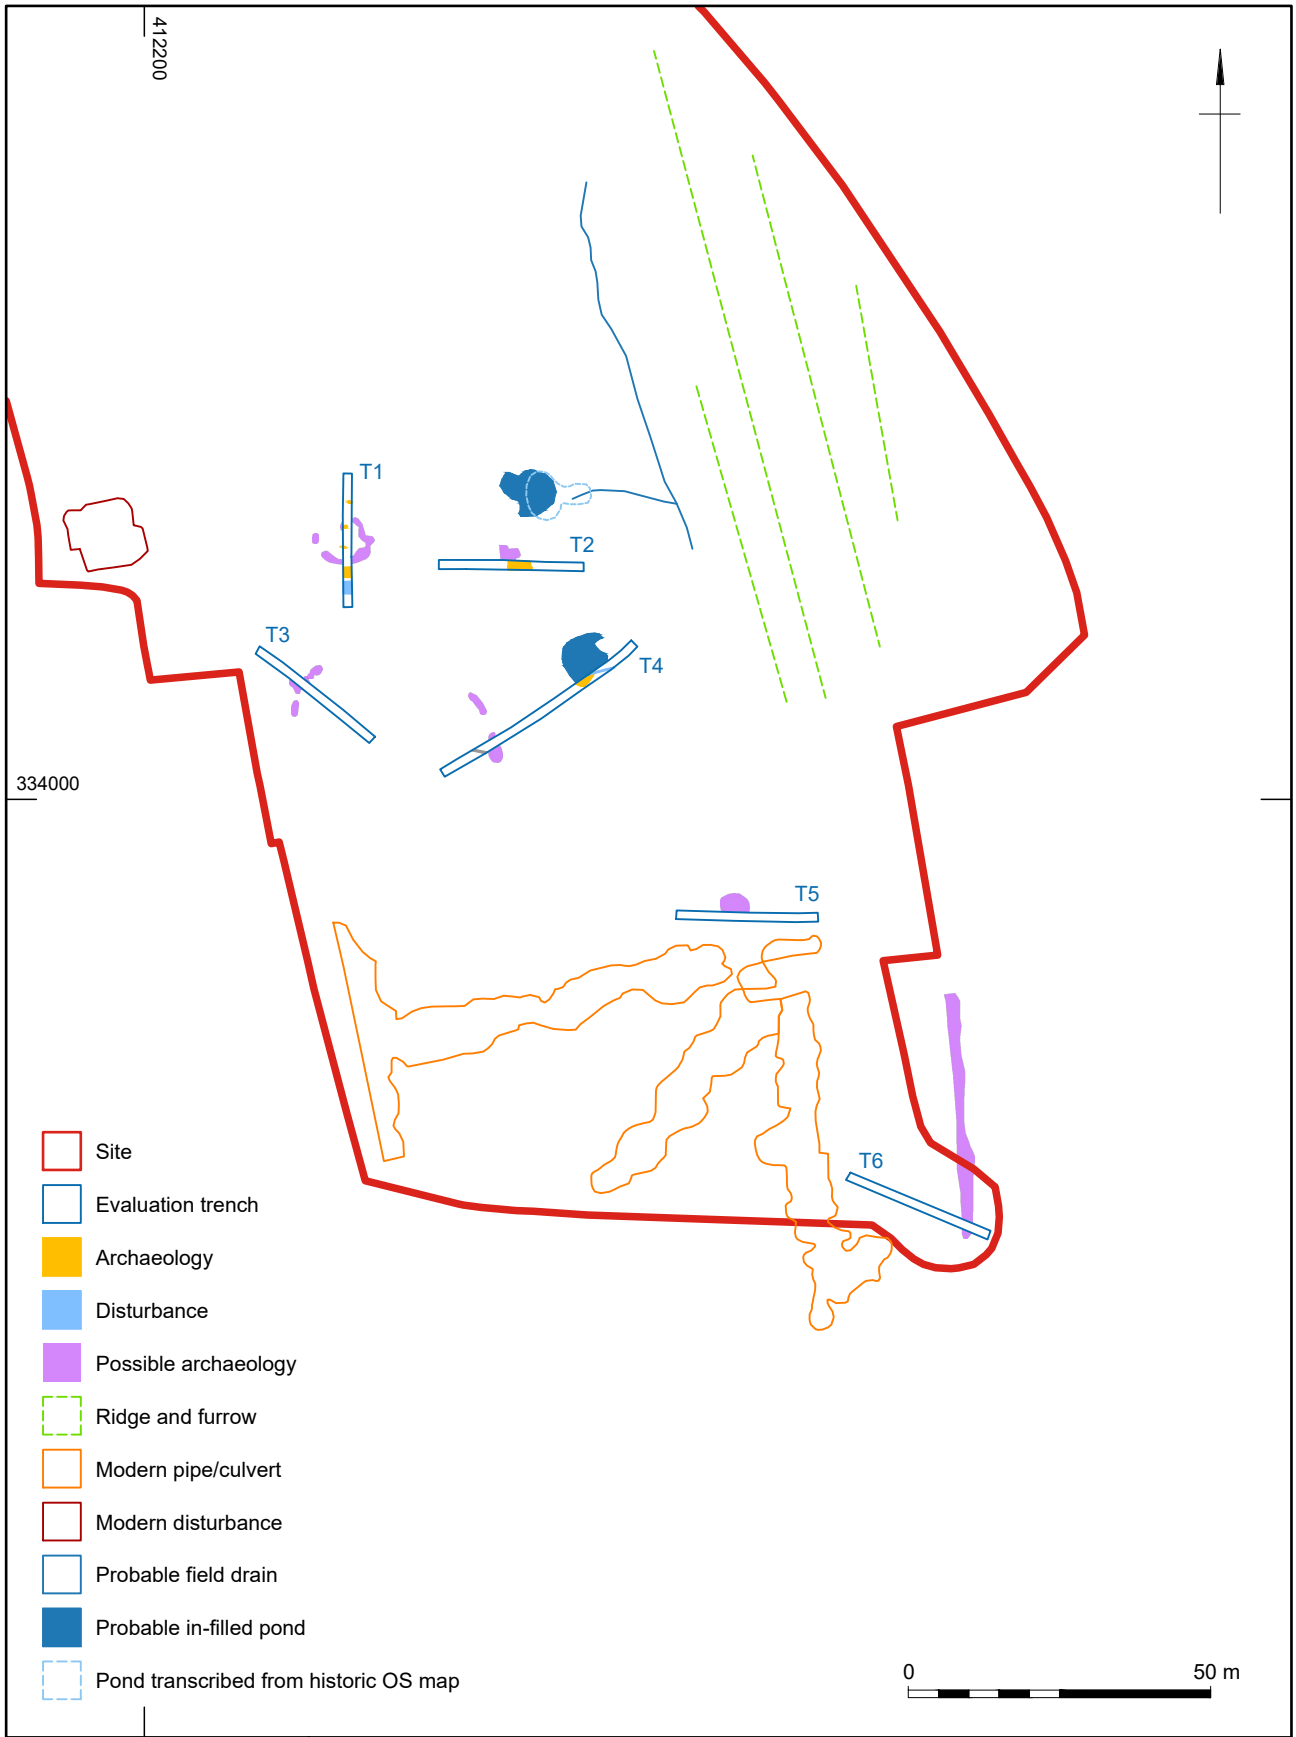 412200
T1
T2
T3
T4
334000
T5
T6
Site
Evaluation trench
Archaeology
Disturbance
Possible archaeology
Ridge and furrow
Modern pipe/culvert
Modern disturbance
Probable field drain
Probable in-filled pond
Pond transcribed from historic OS map
0 50 m